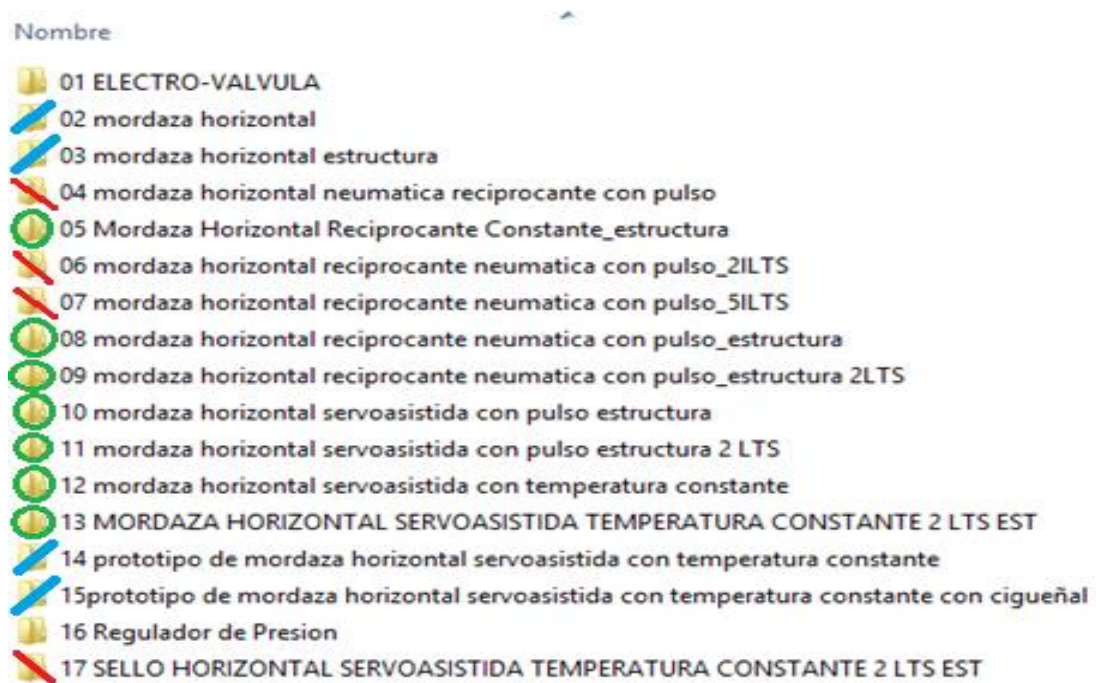 Nombre
01 ELECTRO-VALVULA
02 mordaza horizontal
03 mordaza horizontal estructura
04 mordaza horizontal neumatica reciprocante con pulso
05 Mordaza Horizontal Reciprocante Constante_estructura
06 mordaza horizontal reciprocante neumatica con pulso_2lLTS
07 mordaza horizontal reciprocante neumatica con pulso_5lLTS
08 mordaza horizontal reciprocante neumatica con pulso_estructura
09 mordaza horizontal reciprocante neumatica con pulso_estructura 2LTS
10 mordaza horizontal servoasistida con pulso estructura
11 mordaza horizontal servoasistida con pulso estructura 2 LTS
12 mordaza horizontal servoasistida con temperatura constante
13 MORDAZA HORIZONTAL SERVOASISTIDA TEMPERATURA CONSTANTE 2 LTS EST
14 prototipo de mordaza horizontal servoasistida con temperatura constante
15prototipo de mordaza horizontal servoasistida con temperatura constante con cigueñal
16 Regulador de Presion
17 SELLO HORIZONTAL SERVOASISTIDA TEMPERATURA CONSTANTE 2 LTS EST